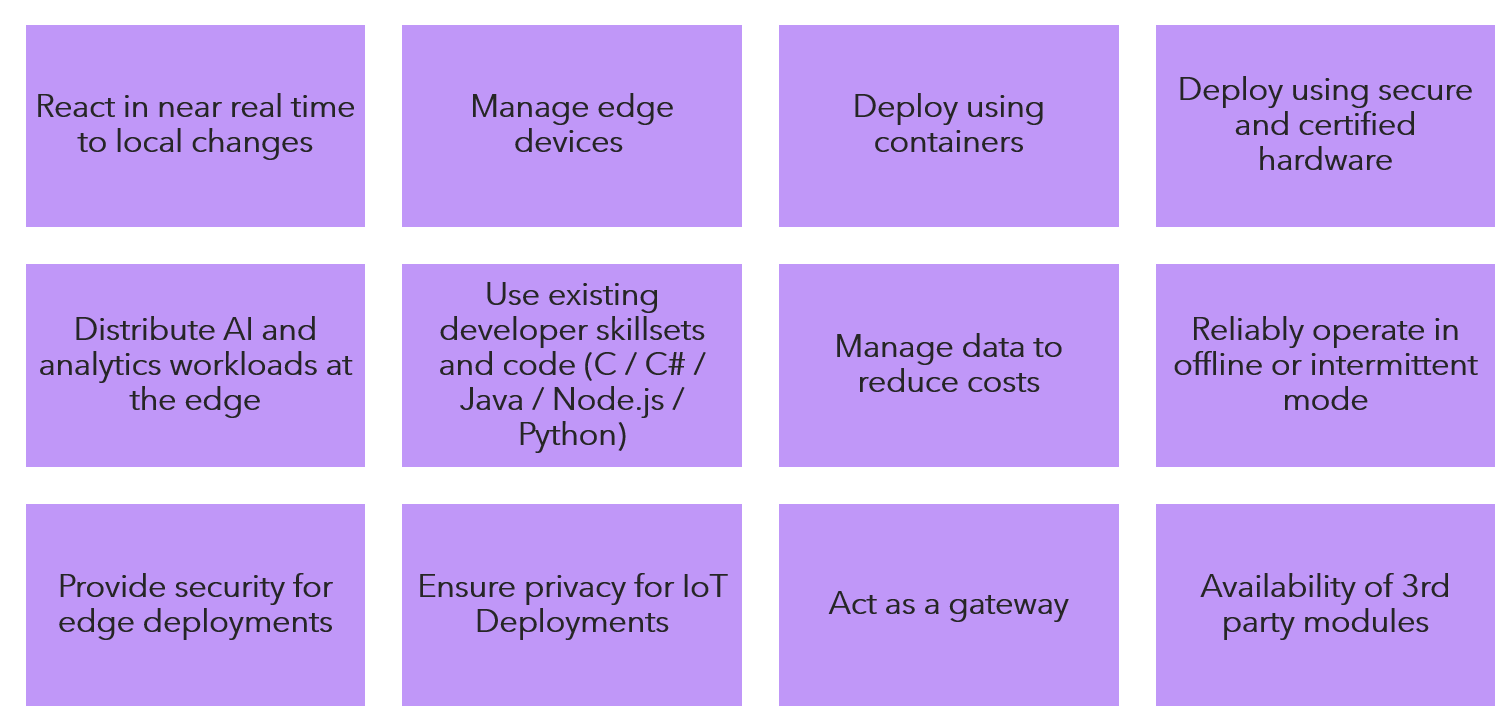 React in near real time
to local changes
Manage edge
devices
Deploy using
containers
Deploy using secure
and certified
hardware
Distribute AI and
analytics workloads at
the edge
Use existing
developer skillsets
and code (C / C# /
Java / Node.js /
Python)
Manage data to
reduce costs
Reliably operate in
offline or intermittent
mode
Provide security for
edge deployments
Ensure privacy for IoT
Deployments
Act as a gateway
Availability of 3rd
party modules